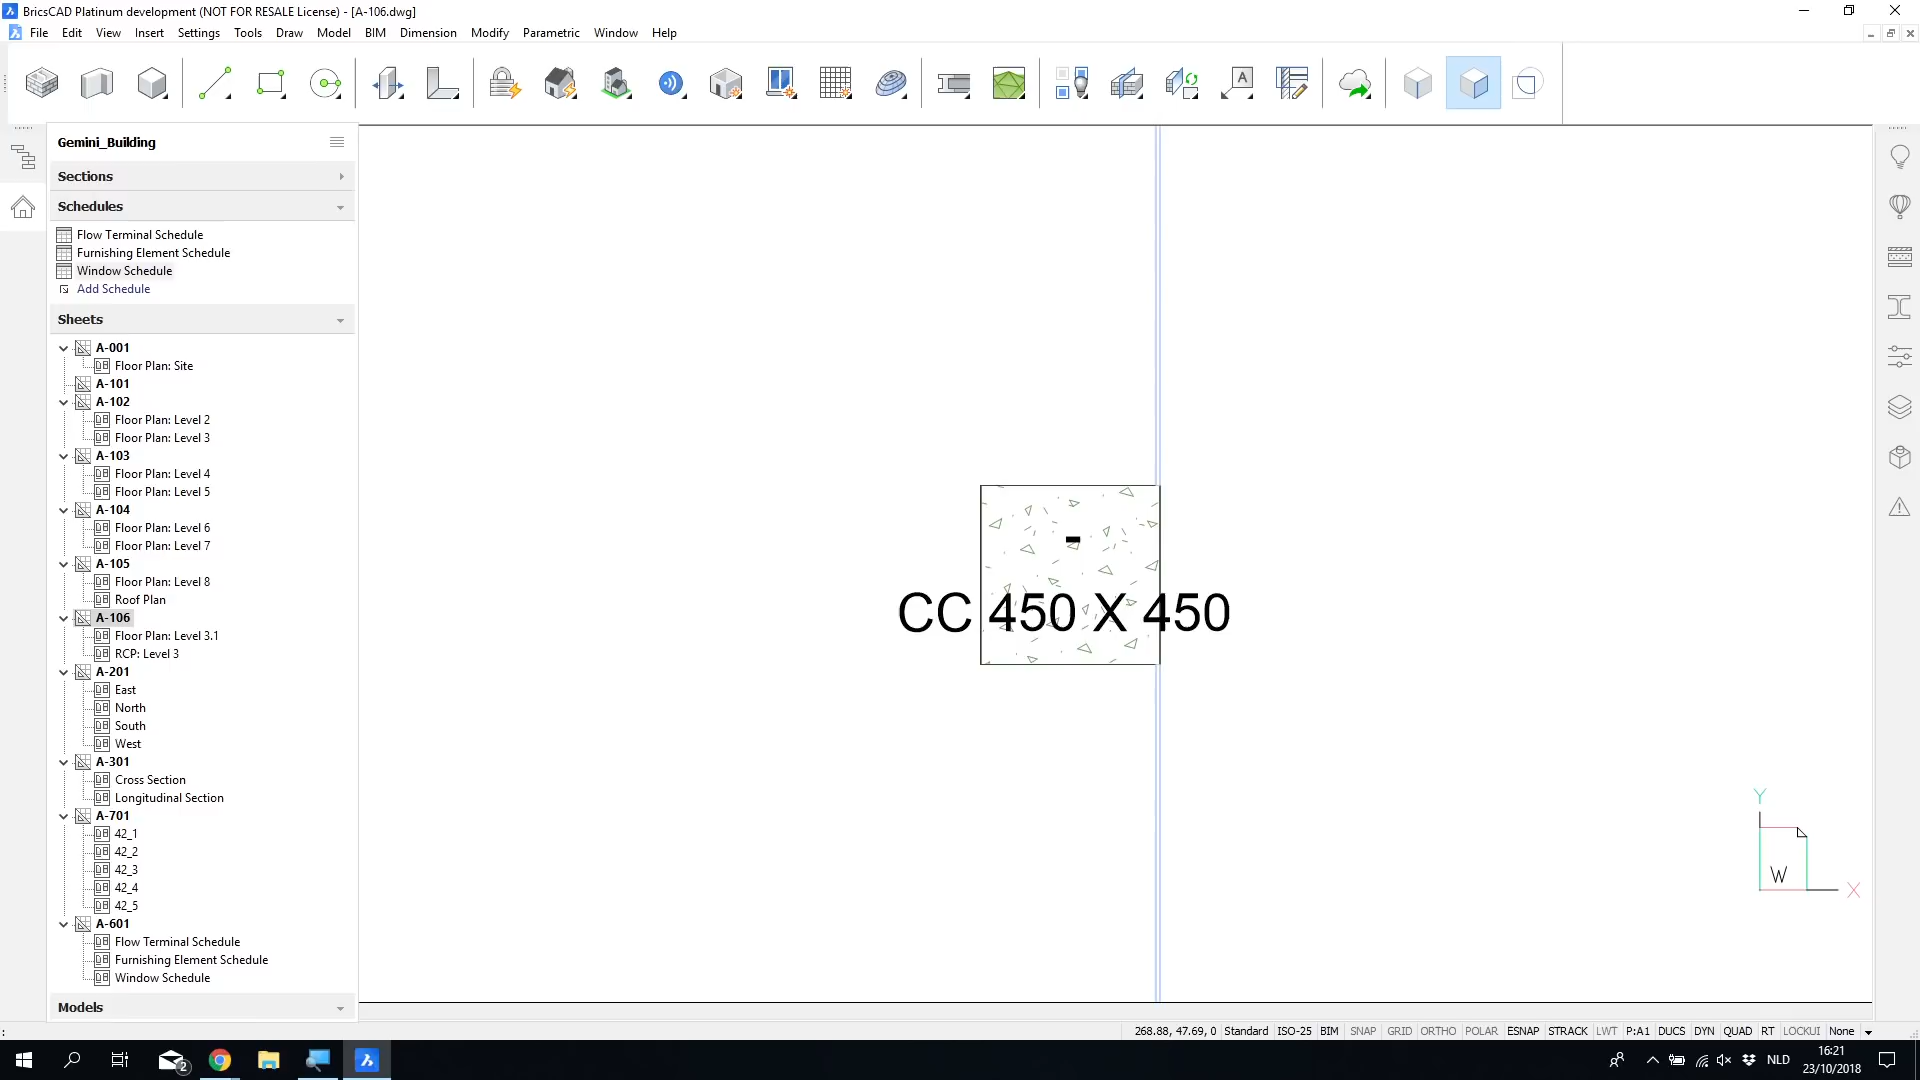 BricsCAD Platinum development (NOT FOR RESALE License) - [A-106.dwg]
File Edit View Insert Settings Tools Draw Model BIM Dimension Modify Parametric Window Help
A
Gemini_Building
Sections
Schedules
Flow Terminal Schedule
Furnishing Element Schedule
Window Schedule
Add Schedule
Sheets
A-001
Floor Plan: Site
A-101
A-102
Floor Plan: Level 2
Floor Plan: Level 3
A-103
Floor Plan: Level 4
Floor Plan: Level 5
A-104
Floor Plan: Level 6
Floor Plan: Level 7
A-105
Floor Plan: Level 8
Roof Plan
A-106
Floor Plan: Level 3.1
RCP: Level 3
A-201
East
North
South
West
A-301
Cross Section
Longitudinal Section
A-701
42_1
42_2
42_3
42_4
42_5
A-601
Flow Terminal Schedule
Furnishing Element Schedule
Window Schedule
Models
-
CC 450 X 450
Y
W
X
:
268.88, 47.69, 0 Standard ISO-25 BIM SNAP GRID ORTHO POLAR ESNAP STRACK LWT P:A1 DUCS DYN QUAD RT LOCKUI None
2
NLD
16:21
23/10/2018